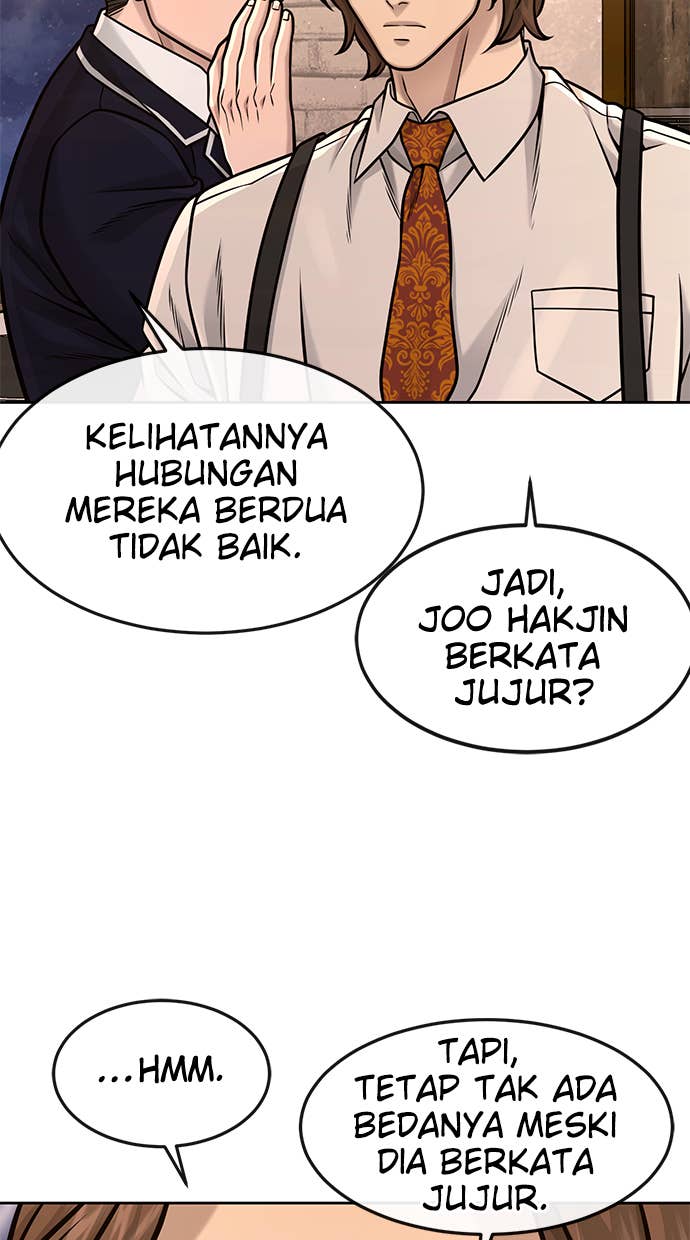 KELIHATANNYA
HUBUNGAN
MEREKA BERDUA
TIDAK BAIK.
JADI,
JOO HAKJIN
BERKATA
JUJUR?
...HMM.
TAPI,
TETAP TAK ADA
BEDANYA MESKI
DIA BERKATA
JUJUR.